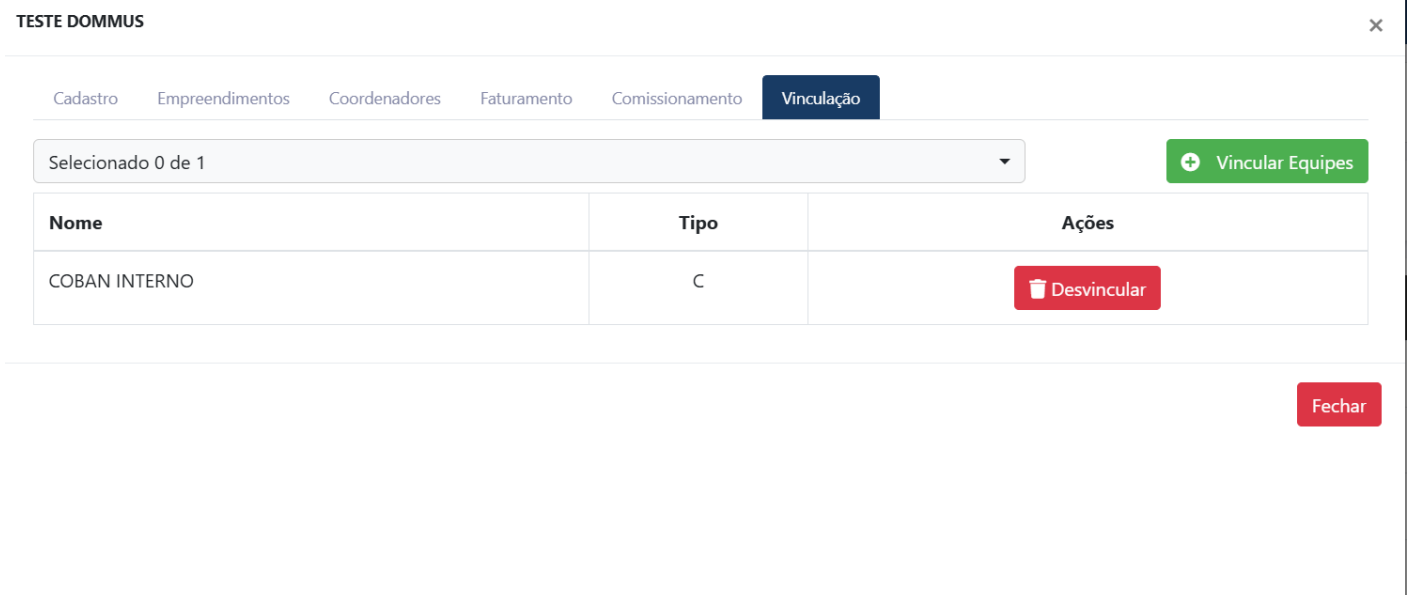 TESTE DOMMUS
×
Cadastro Empreendimentos Coordenadores Faturamento Comissionamento Vinculação
Selecionado 0 de 1 Vincular Equipes
Nome Tipo Ações
COBAN INTERNO C Desvincular
Fechar